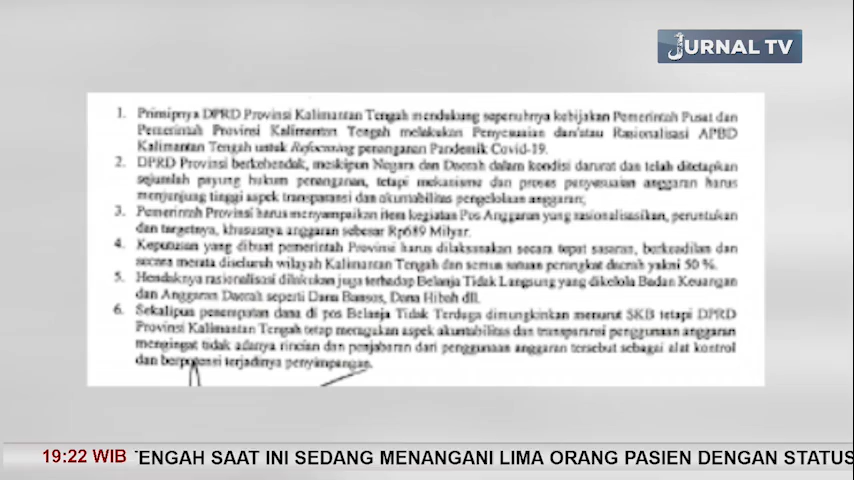 JURNAL TV
1. Prinsipnya DPRD Provinsi Kalimantan Tengah mendukung sepenuhnya kebijakan Pemerintah Pusat dan
Pemerintah Provinsi Kalimantan Tengah melakukan Penyesuaian dan/atau Rasionalisasi APBD
Kalimantan Tengah untuk Refocusing penanganan Pandemik Covid-19.
2. DPRD Provinsi berkehendak, meskipun Negara dan Daerah dalam kondisi darurat dan telah ditetapkan
sejumlah payung hukum penanganan, tetapi mekanisme dan proses penyesuaian anggaran harus
menjunjung tinggi aspek transparansi dan akuntabilitas pengelolaan anggaran;
3. Pemerintah Provinsi harus menyampaikan item kegiatan Pos Anggaran yang rasionalisasikan, peruntukan
dan targetnya, khususnya anggaran sebesar Rp689 Milyar.
4. Keputusan yang dibuat pemerintah Provinsi harus dilaksanakan secara tepat sasaran, berkeadilan dan
secara merata diseluruh wilayah Kalimantan Tengah dan semua satuan perangkat daerah yakni 50 %.
5. Hendaknya rasionalisasi dilakukan juga terhadap Belanja Tidak Langsung yang dikelola Badan Keuangan
dan Anggaran Daerah seperti Dana Bansos, Dana Hibah dll.
6. Sekalipun penempatan dana di pos Belanja Tidak Terduga dimungkinkan menurut SKB tetapi DPRD
Provinsi Kalimantan Tengah tetap meragukan aspek akuntabilitas dan transparansi penggunaan anggaran
mengingat tidak adanya rincian dan penjabaran dari penggunaan anggaran tersebut sebagai alat kontrol
dan berpotensi terjadinya penyimpangan.
19:22 WIB TENGAH SAAT INI SEDANG MENANGANI LIMA ORANG PASIEN DENGAN STATUS